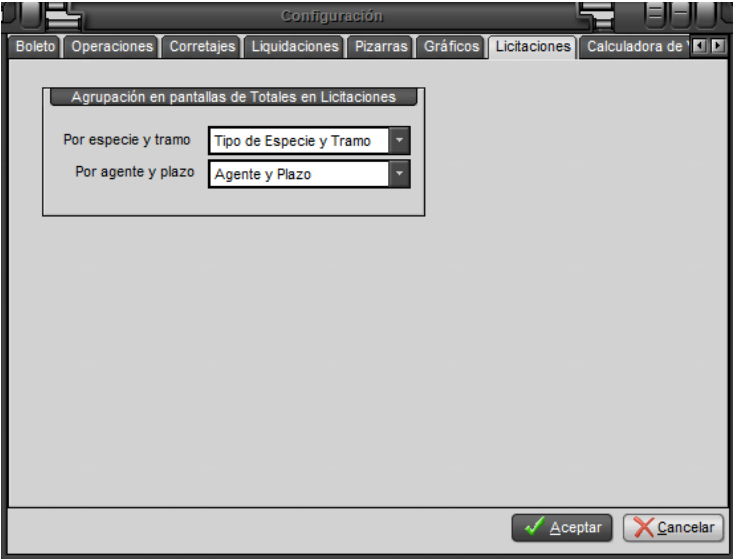 Configuración
Boleto Operaciones Corretajes Liquidaciones Pizarras Gráficos Licitaciones Calculadora de
Agrupación en pantallas de Totales en Licitaciones
Por especie y tramo Tipo de Especie y Tramo
Por agente y plazo Agente y Plazo
Aceptar Cancelar